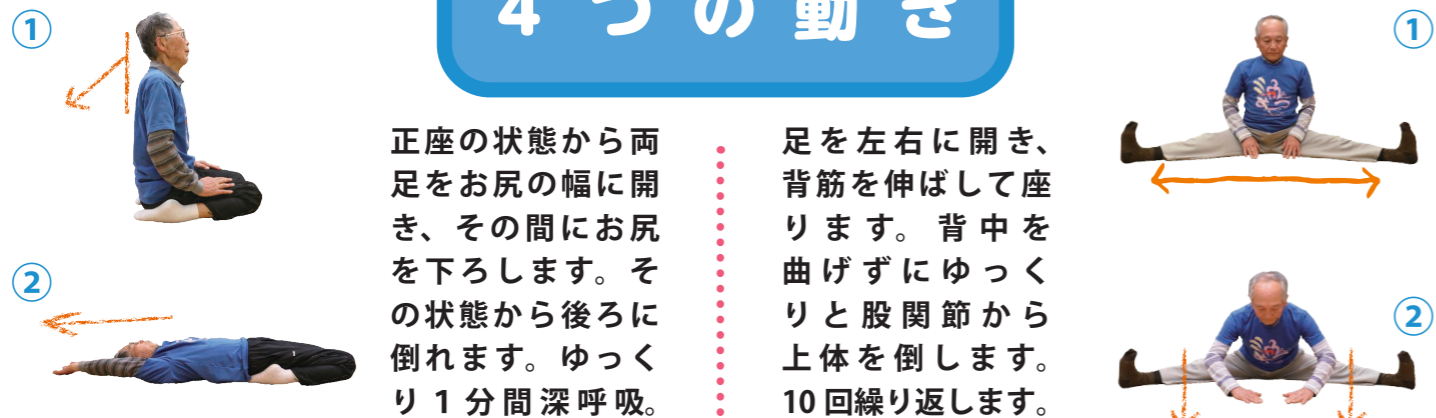 4つの動き
①
②
正座の状態から両
足をお尻の幅に開
き、その間にお尻
を下ろします。そ
の状態から後ろに
倒れます。ゆっく
り1分間深呼吸。
足を左右に開き、
背筋を伸ばして座
ります。背中を
曲げずにゆっく
りと股関節から
上体を倒します。
10回繰り返します。
①
②